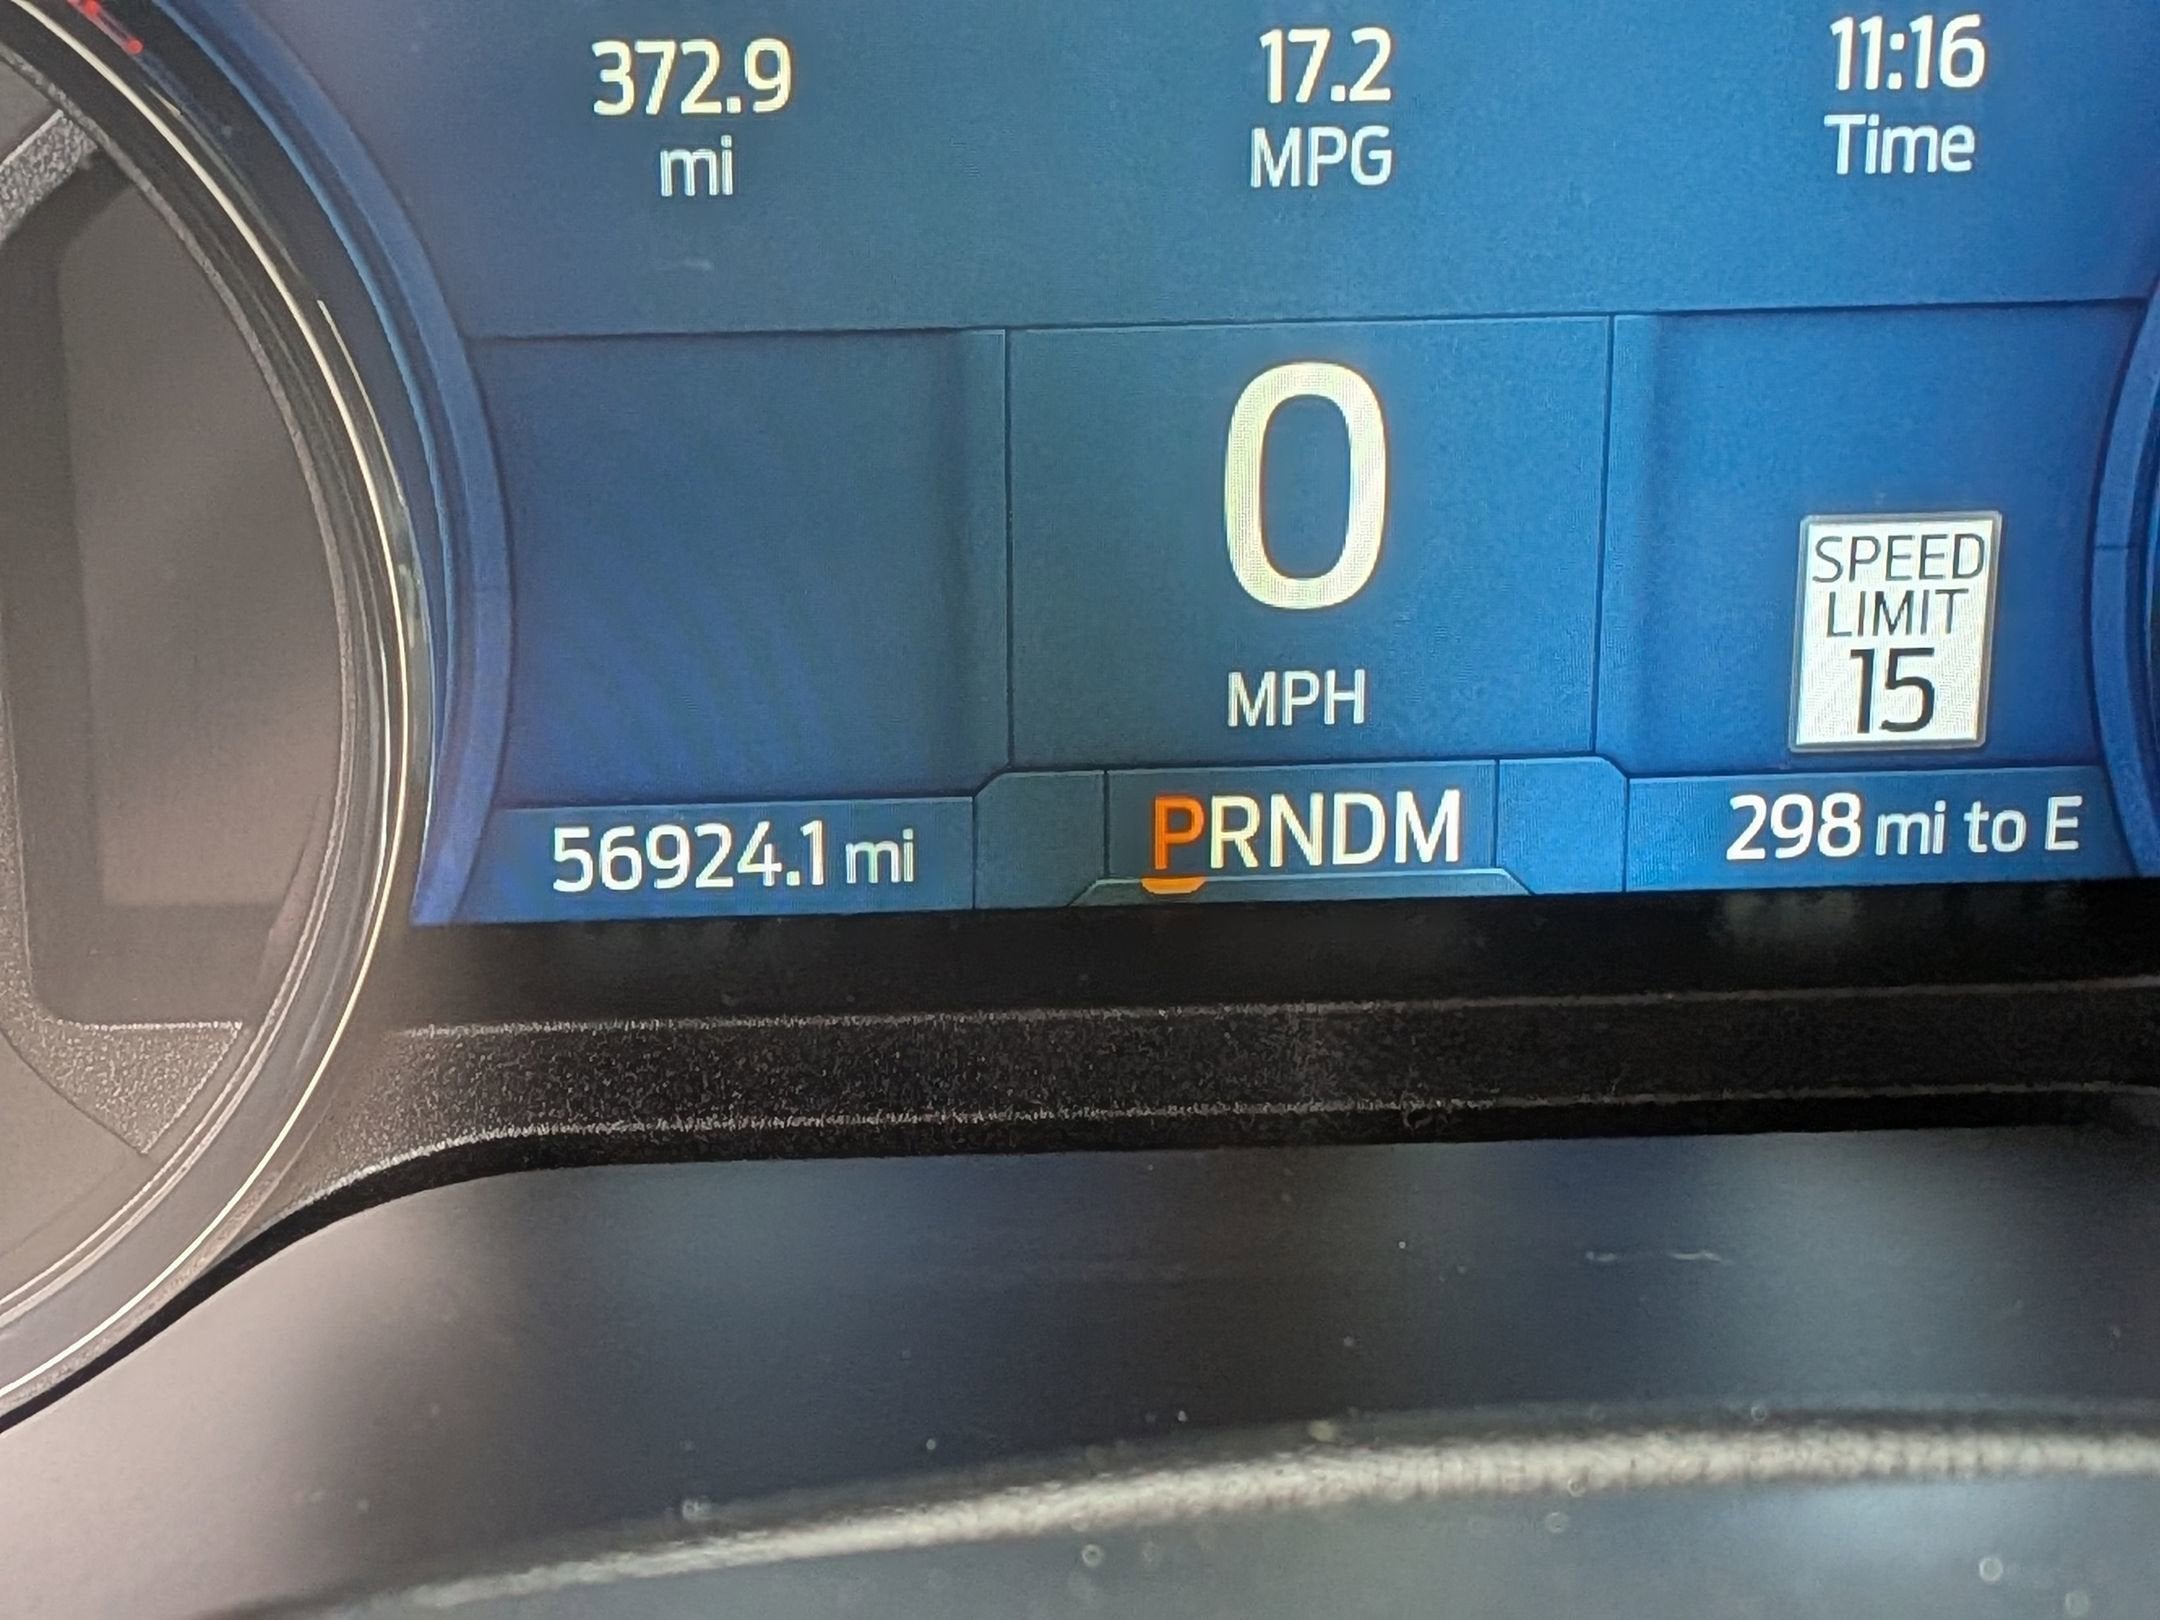 372.9
mi
17.2
MPG
11:16
Time
0
MPH
SPEED
LIMIT
15
56924.1 mi
PRNDM
298 mi to E